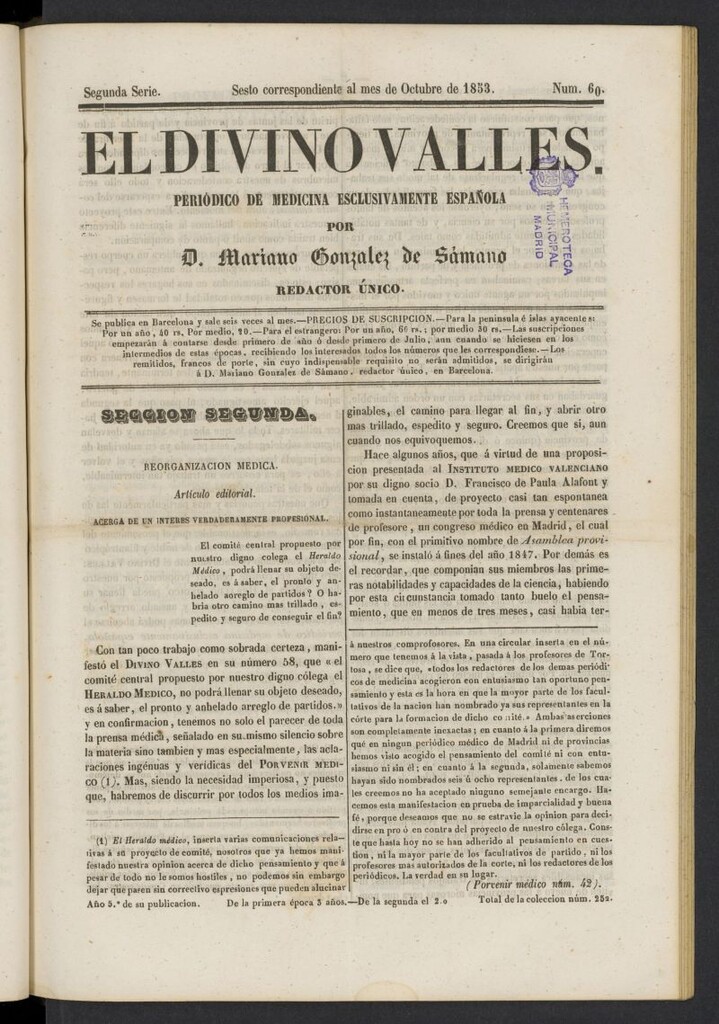 Segunda Serie. Sesto correspondiente al mes de Octubre de 1853. Num. 60.
EL DIVINO VALLES.
PERIÓDICO DE MEDICINA ESCLUSIVAMENTE ESPAÑOLA
POR
D. Mariano Gonzalez de Sámano
REDACTOR ÚNICO.
HEMEROTECA
MUNICIPAL
MADRID
Se publica en Barcelona y sale seis veces al mes.—PRECIOS DE SUSCRIPCION.—Para la península é islas ayacentes:
Por un año, 40 rs. Por medio, 20.—Para el estrangero: Por un año, 60 rs.; por medio 30 rs.—Las suscripciones
empezarán á contarse desde primero de año ó desde primero de Julio, aun cuando se hiciesen en los
intermedios de estas épocas, recibiendo los interesados todos los números que les correspondiese.—Los
remitidos, francos de porte, sin cuyo indispensable requisito no serán admitidos, se dirigirán
á D. Mariano Gonzalez de Sámano, redactor único, en Barcelona.
SECCION SEGUNDA.
REORGANIZACION MEDICA.
Artículo editorial.
ACERCA DE UN INTERES VERDADERAMENTE PROFESIONAL.
El comité central propuesto por
nuestro digno colega el Heraldo
Médico, podrá llenar su objeto de-
seado, es á saber, el pronto y an-
helado aoreglo de partidos? O ha-
bria otro camino mas trillado, es-
pedito y seguro de conseguir el fin?
Con tan poco trabajo como sobrada certeza, mani-
festó el DIVINO VALLES en su número 58, que «el
comité central propuesto por nuestro digno cólega el
HERALDO MEDICO, no podrá llenar su objeto deseado,
es á saber, el pronto y anhelado arreglo de partidos.»
y en confirmacion, tenemos no solo el parecer de toda
la prensa médica, señalado en su mismo silencio sobre
la materia sino tambien y mas especialmente, las acla-
raciones ingénuas y verídicas del PORVENIR MEDI-
CO (1). Mas, siendo la necesidad imperiosa, y puesto
que, habremos de discurrir por todos los medios ima-
(1) El Heraldo médico, inserta varias comunicaciones rela-
tivas á su proyecto de comité, nosotros que ya hemos mani-
festado nuestra opinion acerca de dicho pensamiento y que á
pesar de todo no le somos hostiles, no podemos sin embargo
dejar que pasen sin correctivo espresiones que pueden alucinar
ginables, el camino para llegar al fin, y abrir otro
mas trillado, espedito y seguro. Creemos que si, aun
cuando nos equivoquemos.
Hace algunos años, que á virtud de una proposi-
cion presentada al INSTITUTO MEDICO VALENCIANO
por su digno socio D. Francisco de Paula Alafont y
tomada en cuenta, de proyecto casi tan espontanea
como instantaneamente por toda la prensa y centenares
de profesore, un congreso médico en Madrid, el cual
por fin, con el primitivo nombre de Asamblea provi-
sional, se instaló á fines del año 1847. Por demás es
el recordar, que componian sus miembros las prime-
ras notabilidades y capacidades de la ciencia, habiendo
por esta circunstancia tomado tanto buelo el pensa-
miento, que en menos de tres meses, casi habia ter-
á nuestros comprofesores. En una circular inserta en el nú-
mero que tenemos á la vista, pasada á los profesores de Tor-
tosa, se dice que, «todos los redactores de los demas periódi-
cos de medicina acogieron con entusiasmo tan oportuno pen-
samiento y esta es la hora en que la mayor parte de los facul-
tativos de la nacion han nombrado ya sus representantes en la
córte para la formacion de dicho comité.» Ambas aserciones
son completamente inexactas; en cuanto á la primera diremos
que en ningun periódico médico de Madrid ni de provincias
hemos visto acogido el pensamiento del comité ni con entu-
siasmo ni sin él; en cuanto á la segunda, solamente sabemos
hayan sido nombrados seis ú ocho representantes, de los cua-
les creemos no ha aceptado ninguno semejante encargo. Ha-
cemos esta manifestacion en prueba de imparcialidad y buena
fé, porque deseamos que no se estravie la opinion para deci-
dirse en pro ó en contra del proyecto de nuestro cólega. Cons-
te que hasta hoy no se han adherido al pensamiento en cues-
tion, ni la mayor parte de los facultativos de partido, ni los
profesores mas autorizados de la corte, ni los redactores de los
periódicos. La verdad en su lugar.
(Porvenir médico núm. 42).
Año 5.º de su publicacion. De la primera época 3 años.—De la segunda el 2.o Total de la coleccion núm. 252.